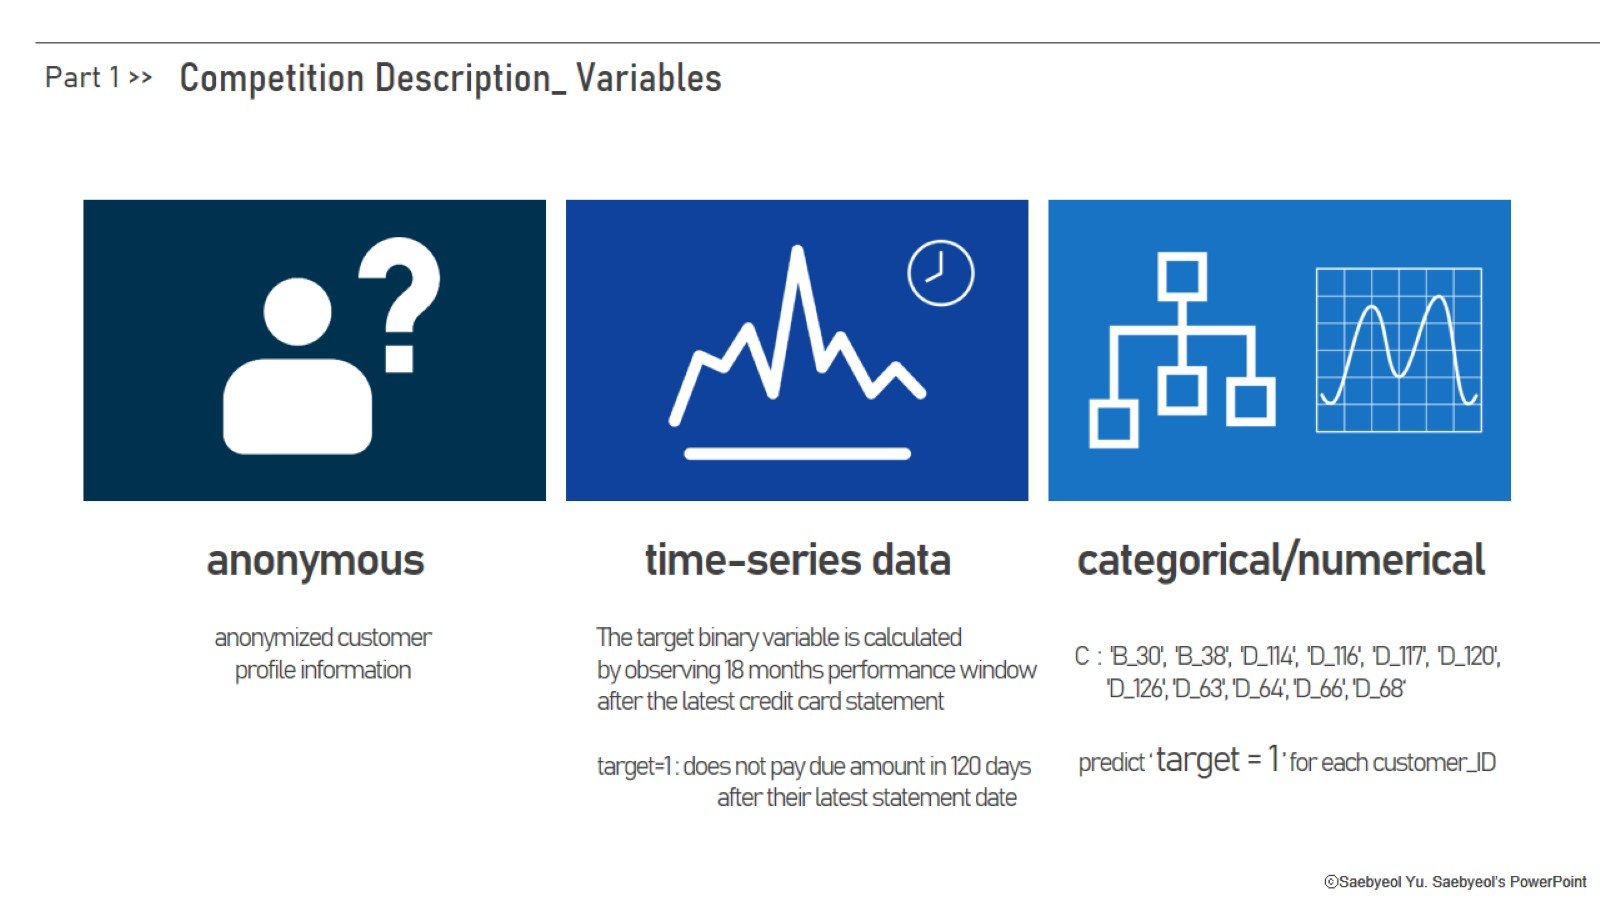 Part 1 >> Competition Description_ Variables
anonymous
anonymized customer
profile information
time-series data
The target binary variable is calculated
by observing 18 months performance window
after the latest credit card statement
target=1 : does not pay due amount in 120 days
after their latest statement date
categorical/numerical
C : 'B_30', 'B_38', 'D_114', 'D_116', 'D_117', 'D_120',
'D_126', 'D_63', 'D_64', 'D_66', 'D_68'
predict ‘ target = 1 ’ for each customer_ID
ⓒSaebyeol Yu. Saebyeol’s PowerPoint